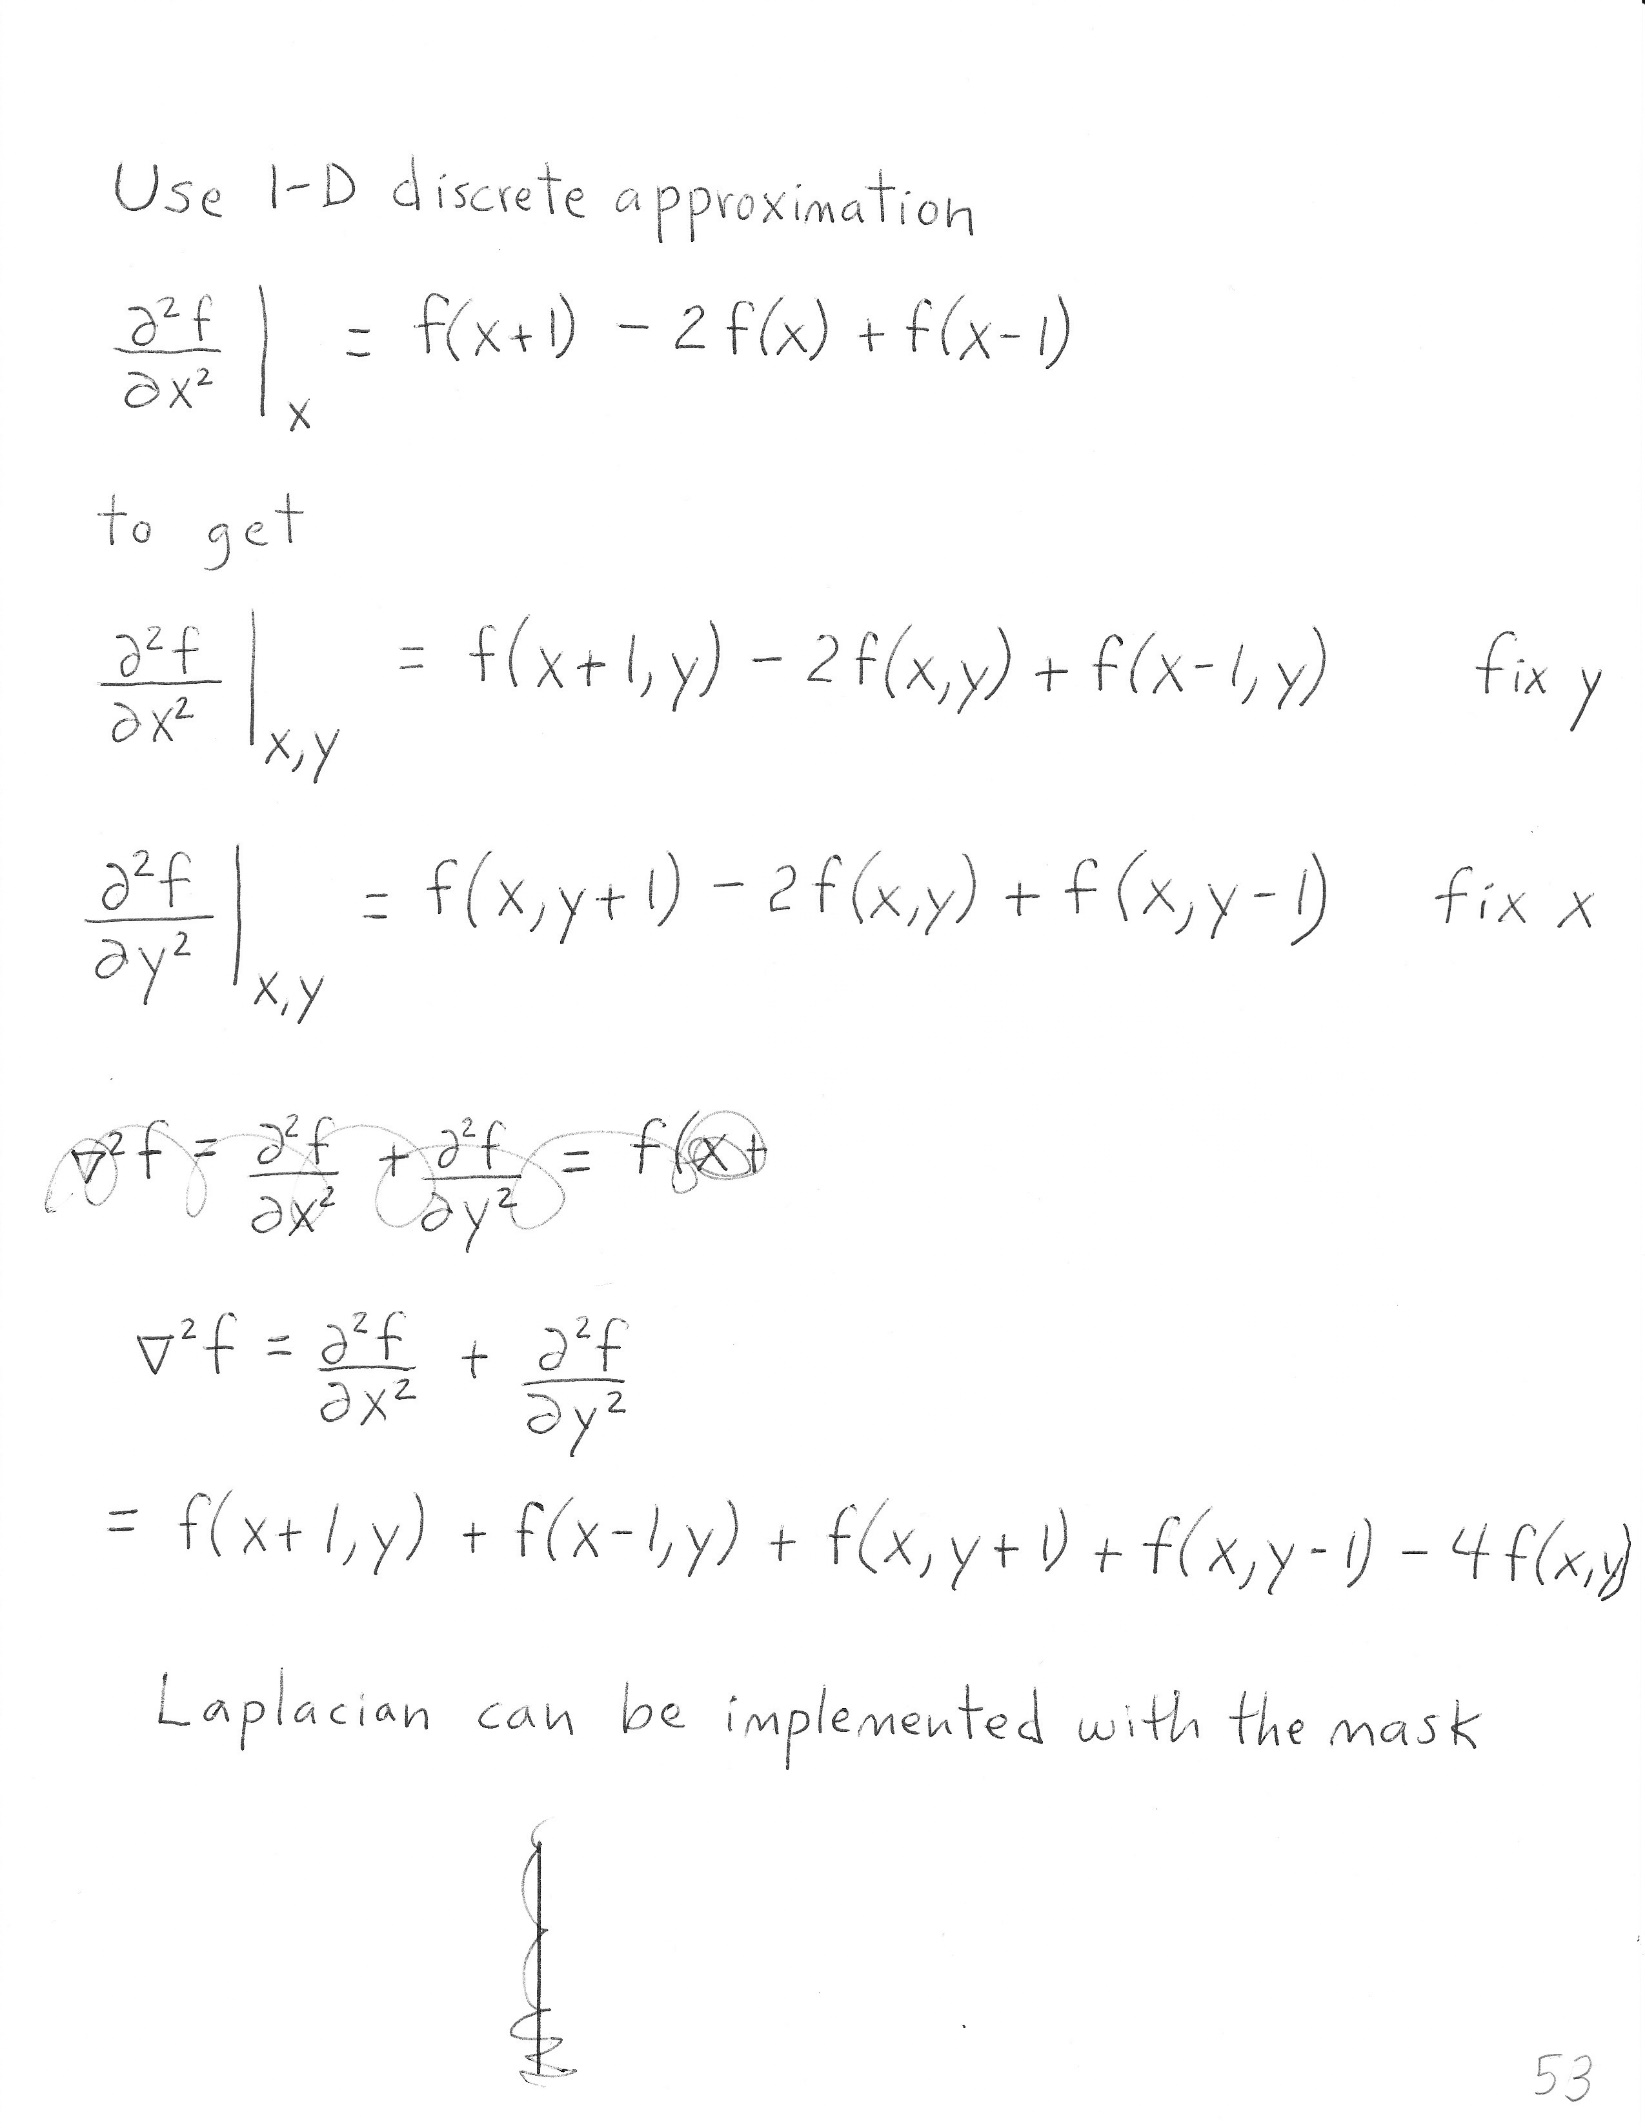 Use 1-D discrete approximation
∂²f/∂x² |ₓ = f(x+1) - 2f(x) + f(x-1)
to get
∂²f/∂x² |x,y = f(x+1,y) - 2f(x,y) + f(x-1,y) fix y
∂²f/∂y² |x,y = f(x,y+1) - 2f(x,y) + f(x,y-1) fix x
∇²f = ∂²f/∂x² + ∂²f/∂y² = f(x+
∇²f = ∂²f/∂x² + ∂²f/∂y²
= f(x+1,y) + f(x-1,y) + f(x,y+1) + f(x,y-1) - 4f(x,y)
Laplacian can be implemented with the mask
53